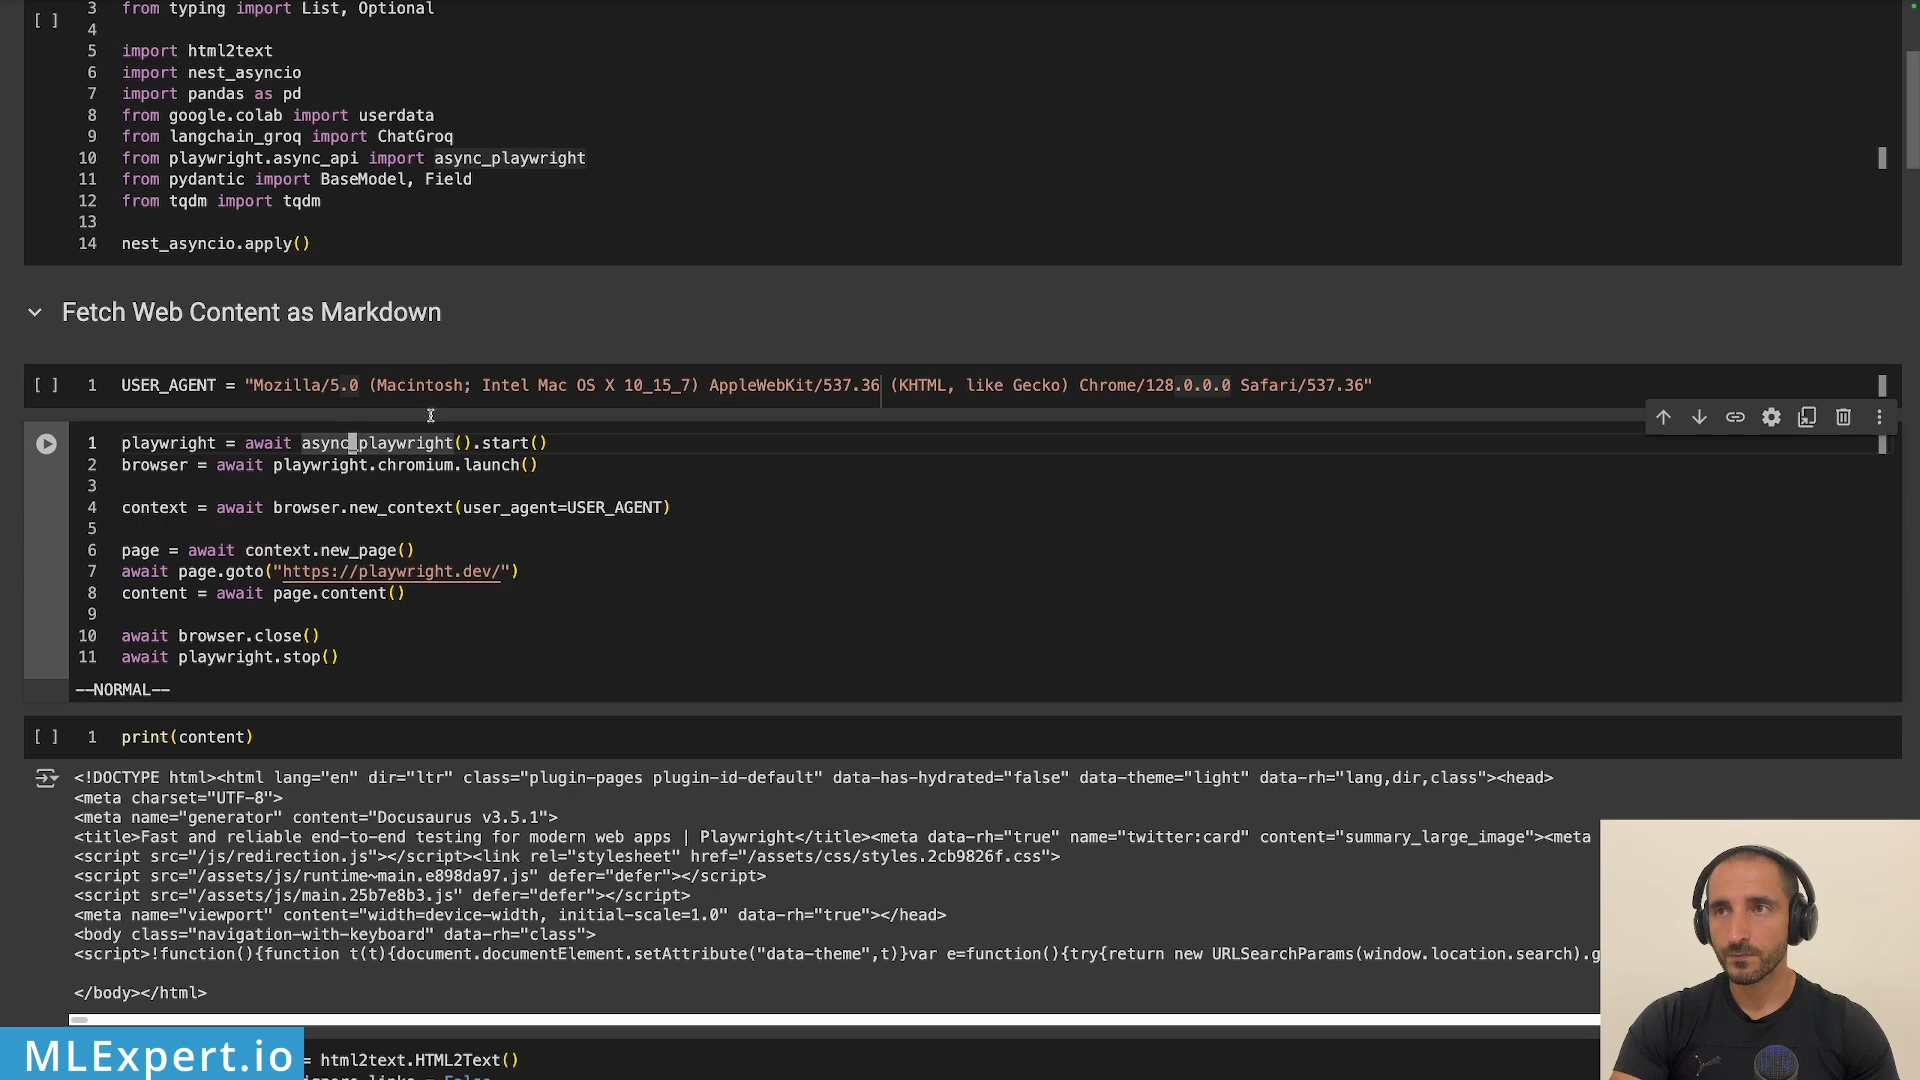 3 from typing import List, Optional
[ ]
4
5 import html2text
6 import nest_asyncio
7 import pandas as pd
8 from google.colab import userdata
9 from langchain_groq import ChatGroq
10 from playwright.async_api import async_playwright
11 from pydantic import BaseModel, Field
12 from tqdm import tqdm
13
14 nest_asyncio.apply()
Fetch Web Content as Markdown
[ ] 1 USER_AGENT = "Mozilla/5.0 (Macintosh; Intel Mac OS X 10_15_7) AppleWebKit/537.36 (KHTML, like Gecko) Chrome/128.0.0.0 Safari/537.36"
1 playwright = await async_playwright().start()
2 browser = await playwright.chromium.launch()
3
4 context = await browser.new_context(user_agent=USER_AGENT)
5
6 page = await context.new_page()
7 await page.goto("https://playwright.dev/")
8 content = await page.content()
9
10 await browser.close()
11 await playwright.stop()
--NORMAL--
[ ] 1 print(content)
<!DOCTYPE html><html lang="en" dir="ltr" class="plugin-pages plugin-id-default" data-has-hydrated="false" data-theme="light" data-rh="lang,dir,class"><head>
<meta charset="UTF-8">
<meta name="generator" content="Docusaurus v3.5.1">
<title>Fast and reliable end-to-end testing for modern web apps | Playwright</title><meta data-rh="true" name="twitter:card" content="summary_large_image"><meta
<script src="/js/redirection.js"></script><link rel="stylesheet" href="/assets/css/styles.2cb9826f.css">
<script src="/assets/js/runtime~main.e898da97.js" defer="defer"></script>
<script src="/assets/js/main.25b7e8b3.js" defer="defer"></script>
<meta name="viewport" content="width=device-width, initial-scale=1.0" data-rh="true"></head>
<body class="navigation-with-keyboard" data-rh="class">
<script>!function(){function t(t){document.documentElement.setAttribute("data-theme",t)}var e=function(){try{return new URLSearchParams(window.location.search).g
</body></html>
MLExpert.io
= html2text.HTML2Text()